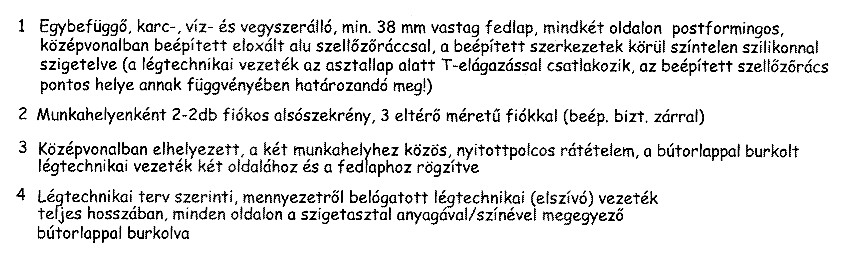 1 Egybefüggő, karc-, víz- és vegyszerálló, min. 38 mm vastag fedlap, mindkét oldalon postformingos,
középvonalban beépített eloxált alu szellőzőráccsal, a beépített szerkezetek körül színtelen szilikonnal
szigetelve (a légtechnikai vezeték az asztallap alatt T-elágazással csatlakozik, az beépített szellőzőrács
pontos helye annak függvényében határozandó meg!)
2 Munkahelyenként 2-2db fiókos alsószekrény, 3 eltérő méretű fiókkal (beép. bizt. zárral)
3 Középvonalban elhelyezett, a két munkahelyhez közös, nyitottpolcos rátételem, a bútorlappal burkolt
légtechnikai vezeték két oldalához és a fedlaphoz rögzítve
4 Légtechnikai terv szerinti, mennyezetről belógatott légtechnikai (elszívó) vezeték
teljes hosszában, minden oldalon a szigetasztal anyagával/színével megegyező
bútorlappal burkolva